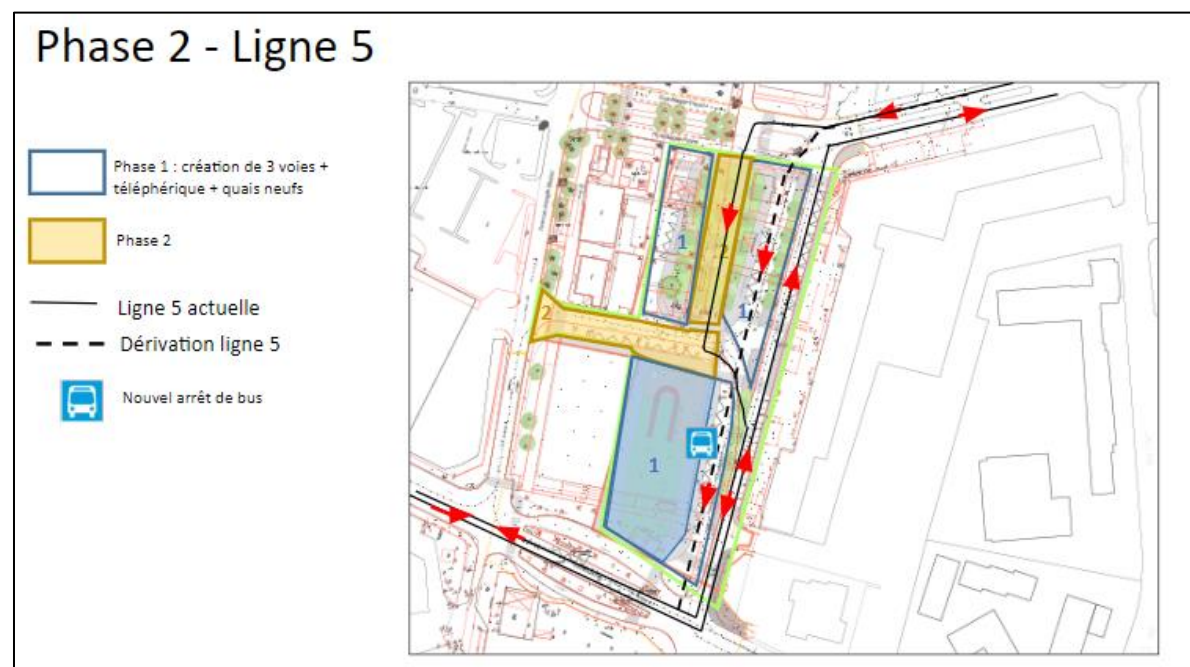 Phase 2 - Ligne 5
Phase 1 : création de 3 voies +
téléphérique + quais neufs
Phase 2
Ligne 5 actuelle
Dérivation ligne 5
Nouvel arrêt de bus
1
1
2
1